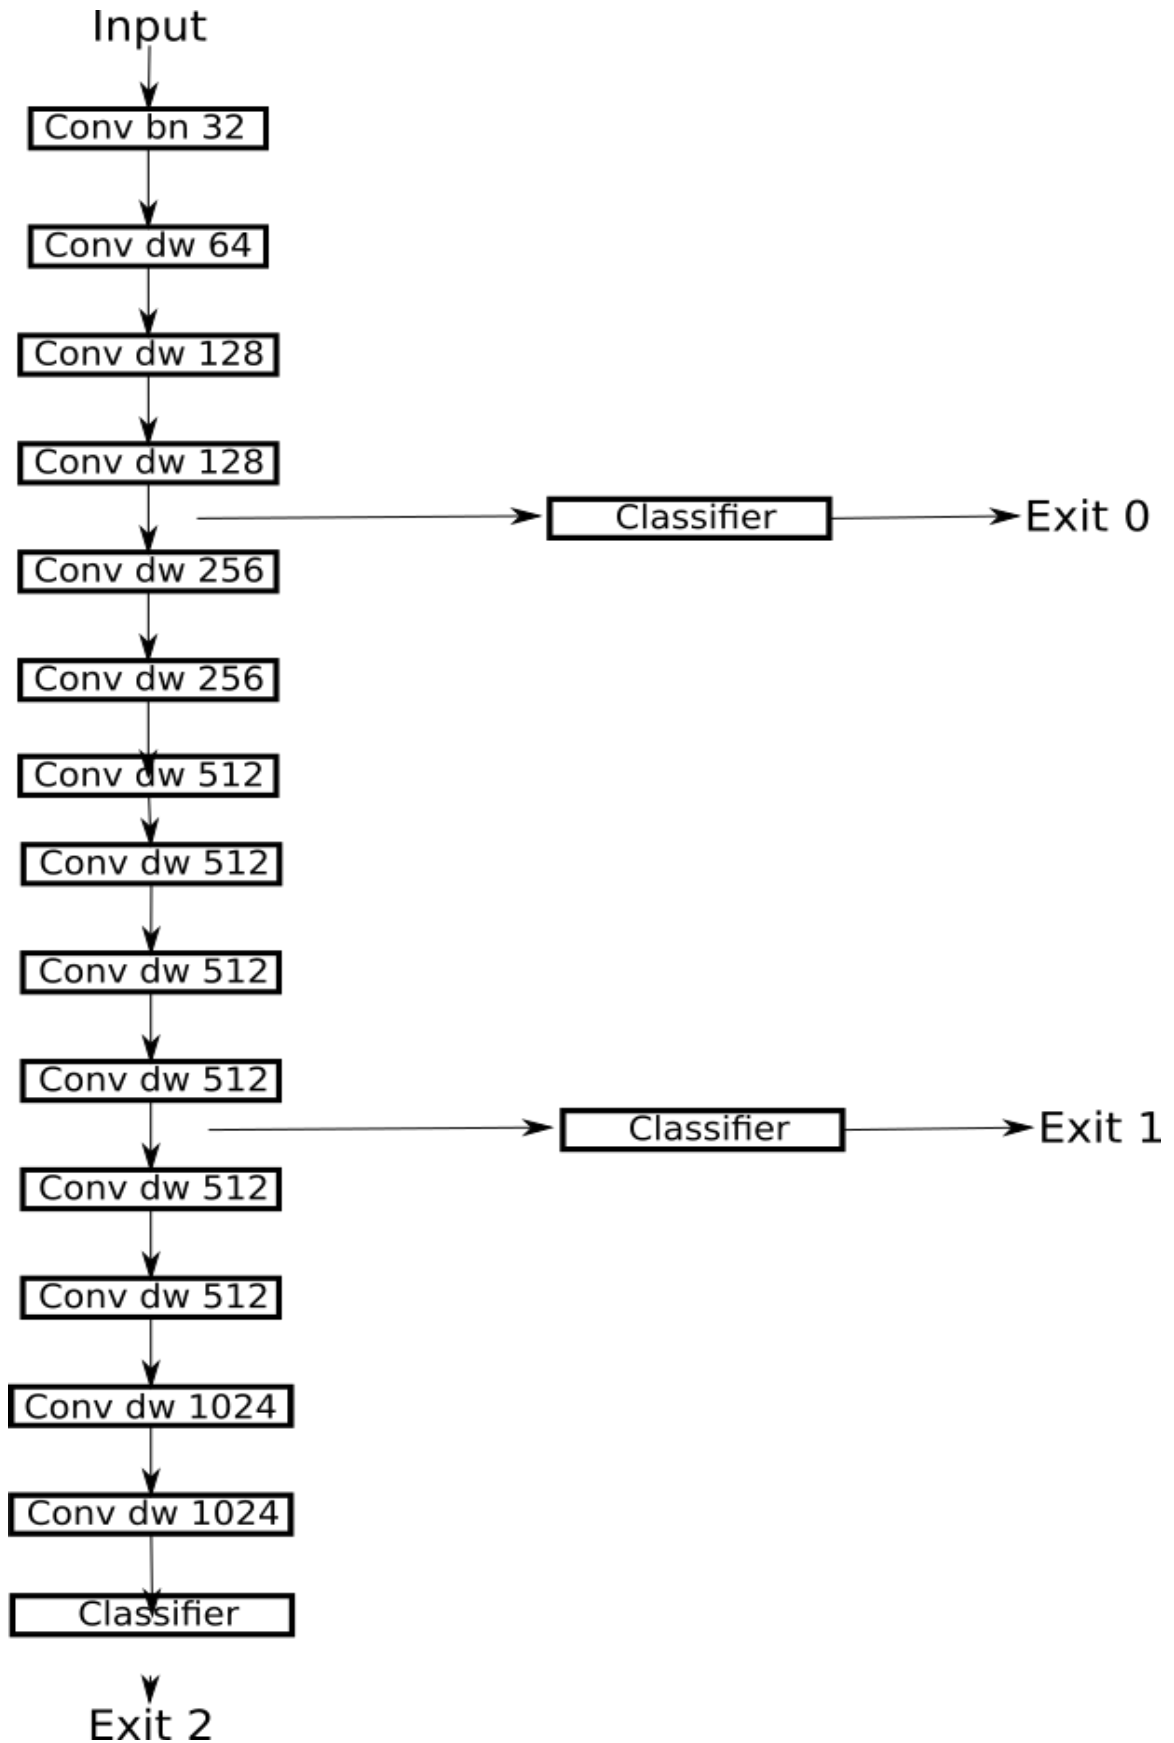 Input
Conv bn 32
Conv dw 64
Conv dw 128
Conv dw 128
Classifier
Exit 0
Conv dw 256
Conv dw 256
Conv dw 512
Conv dw 512
Conv dw 512
Conv dw 512
Classifier
Exit 1
Conv dw 512
Conv dw 512
Conv dw 1024
Conv dw 1024
Classifier
Exit 2